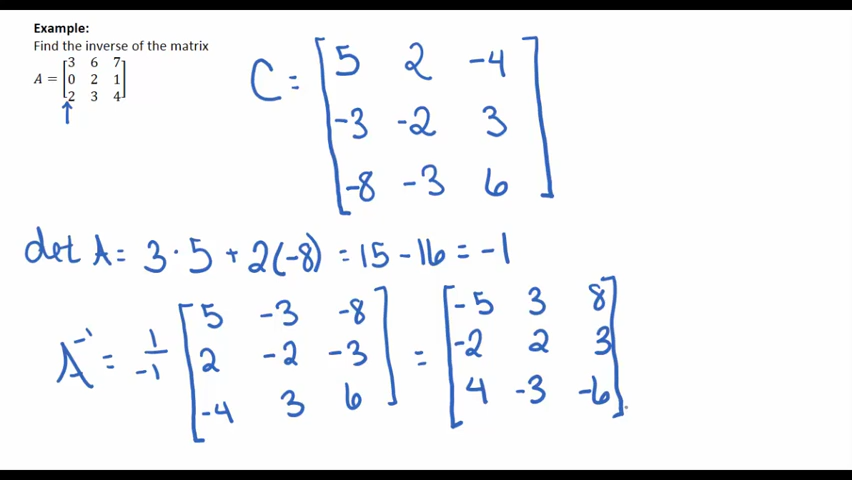 Example:
Find the inverse of the matrix
A = [3 6 7
0 2 1
2 3 4]
C = [5 2 -4
-3 -2 3
-8 -3 6]
det A = 3 · 5 + 2(-8) = 15 - 16 = -1
A⁻¹ = 1/-1 [5 -3 -8
2 -2 -3
-4 3 6] = [-5 3 8
-2 2 3
4 -3 -6]